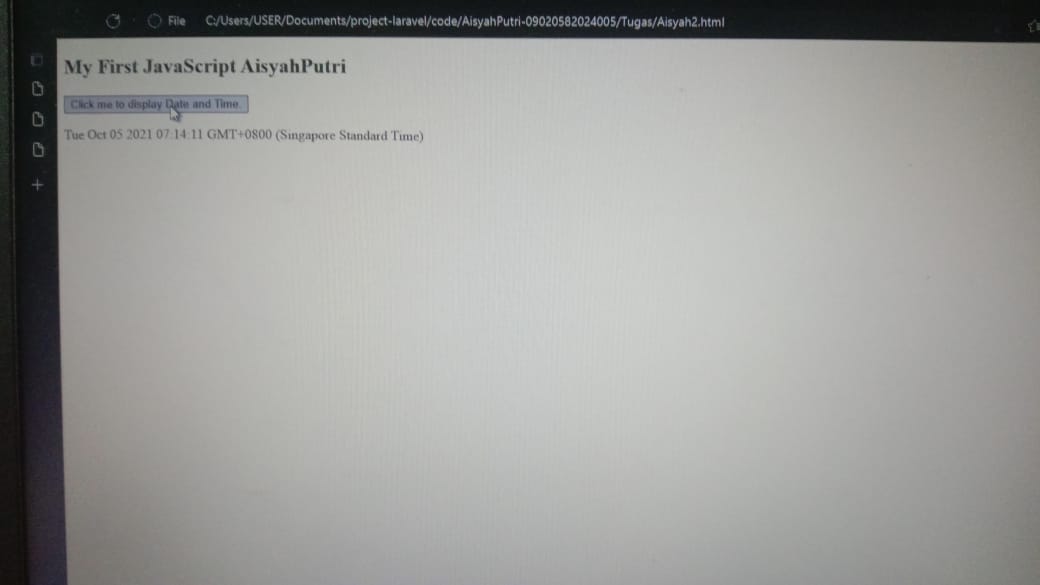 File C:/Users/USER/Documents/project-laravel/code/AisyahPutri-09020582024005/Tugas/Aisyah2.html
My First JavaScript AisyahPutri
Click me to display Date and Time.
Tue Oct 05 2021 07:14:11 GMT+0800 (Singapore Standard Time)